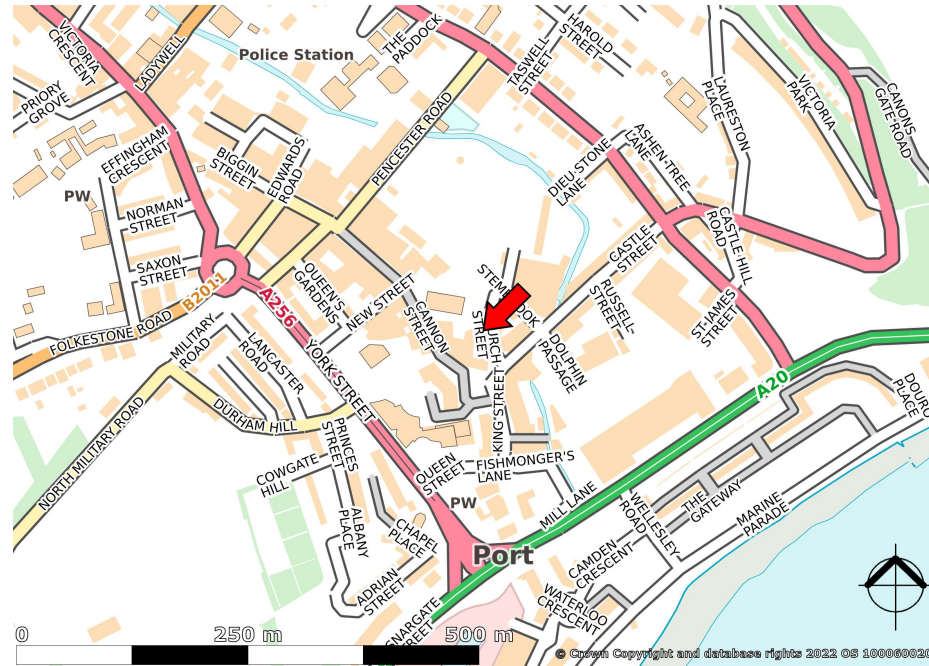 VICTORIA
CRESCENT
LADYWELL
PRIORY
GROVE
Police Station
THE
PADDOCK
TASWELL
STREET
HAROLD
STREET
LAURESTON
PLACE
VICTORIA
PARK
CANONS
GATE ROAD
EFFINGHAM
CRESCENT
PW
BIGGIN
STREET
EDWARDS
ROAD
PENCESTER ROAD
DIEU STONE
LANE
ASHEN TREE
LANE
NORMAN
STREET
SAXON
STREET
CASTLE HILL
ROAD
CASTLE
STREET
B2011
A256
FOLKESTONE ROAD
QUEEN'S
GARDENS
NEW STREET
CANNON
STREET
STEMBROOK
STREET
DOLPHIN
PASSAGE
RUSSELL-
STREET
ST JAMES
STREET
MILITARY
ROAD
LANCASTER
ROAD
YORK STREET
KING STREET
A20
DOURO
PLACE
NORTH MILITARY ROAD
DURHAM HILL
PRINCES
STREET
COWGATE
HILL
QUEEN
STREET
FISHMONGER'S
LANE
PW
MILL LANE
WELLESLEY
ROAD
THE
GATEWAY
MARINE
PARADE
ALBANY
PLACE
CHAPEL
PLACE
Port
CAMDEN
CRESCENT
ADRIAN
STREET
WATERLOO
CRESCENT
STREET
0
250 m
500 m
© Crown Copyright and database rights 2022 OS 100060020